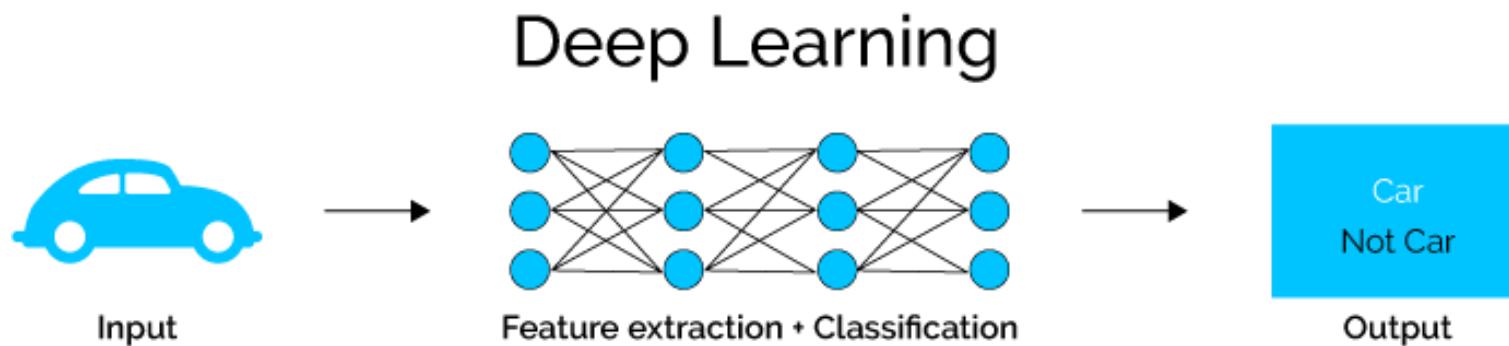 Deep Learning
Car
Not Car
Input
Feature extraction + Classification
Output